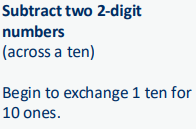 Subtract two 2-digit
numbers
(across a ten)
Begin to exchange 1 ten for
10 ones.